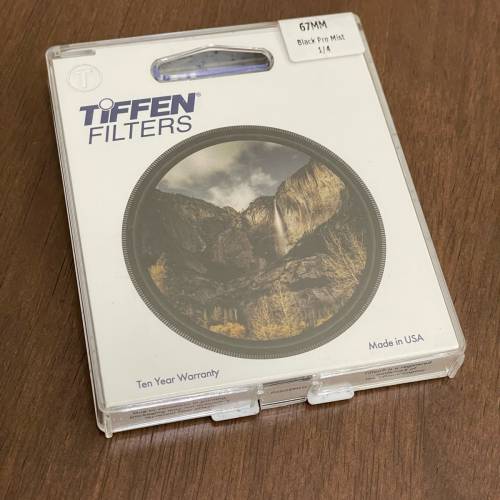 67MM
Black Pro Mist
1/4
T
TIFFEN®
FILTERS
Made in USA
Ten Year Warranty